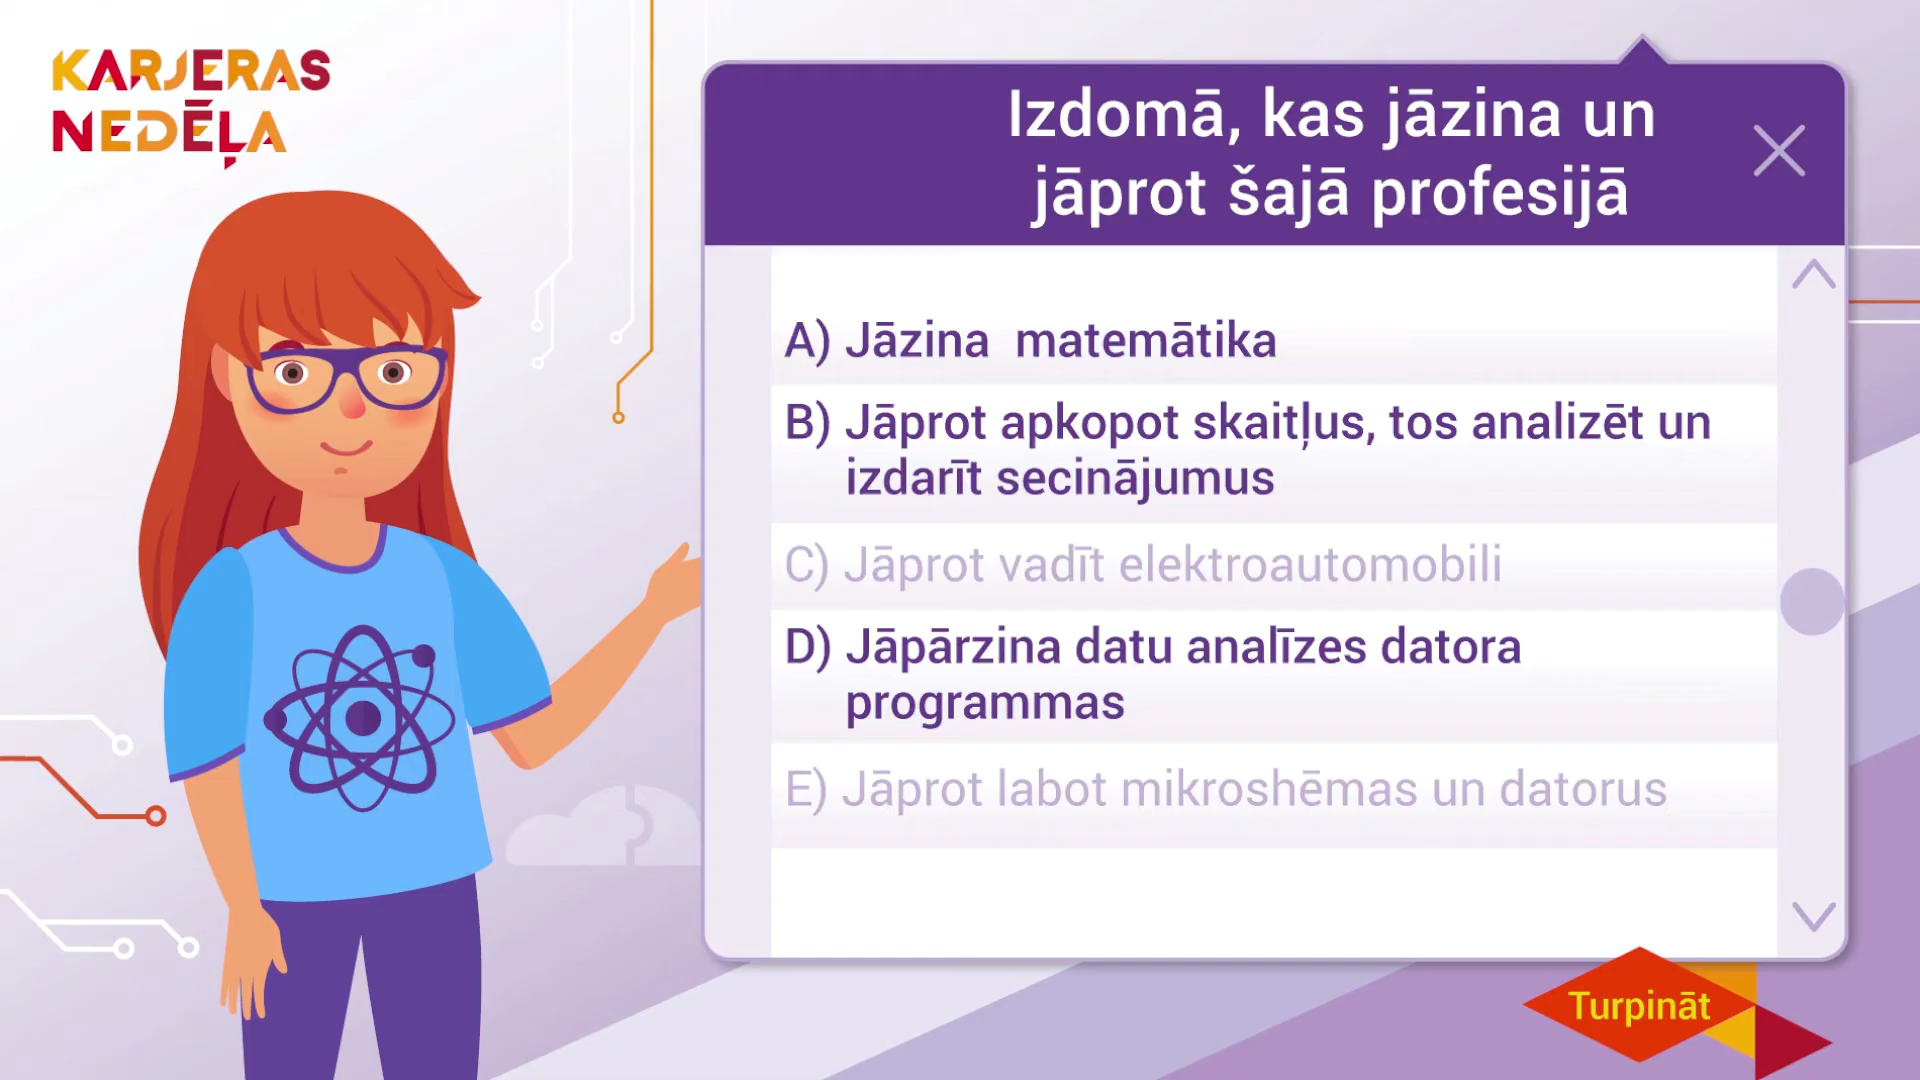 KARJERAS
NEDĒĻA
Izdomā, kas jāzina un
jāprot šajā profesijā
A) Jāzina matemātika
B) Jāprot apkopot skaitļus, tos analizēt un
izdarīt secinājumus
C) Jāprot vadīt elektroautomobili
D) Jāpārzina datu analīzes datora
programmas
E) Jāprot labot mikroshēmas un datorus
Turpināt